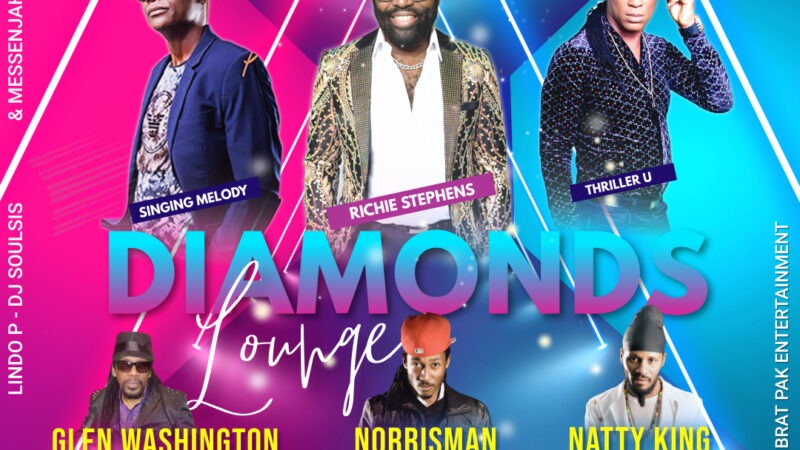 & MESSENJAH
LINDO P - DJ SOULSIS
SINGING MELODY
RICHIE STEPHENS
THRILLER U
DIAMONDS
Lounge
BRAT PAK ENTERTAINMENT
GLEN WASHINGTON
NORRISMAN
NATTY KING